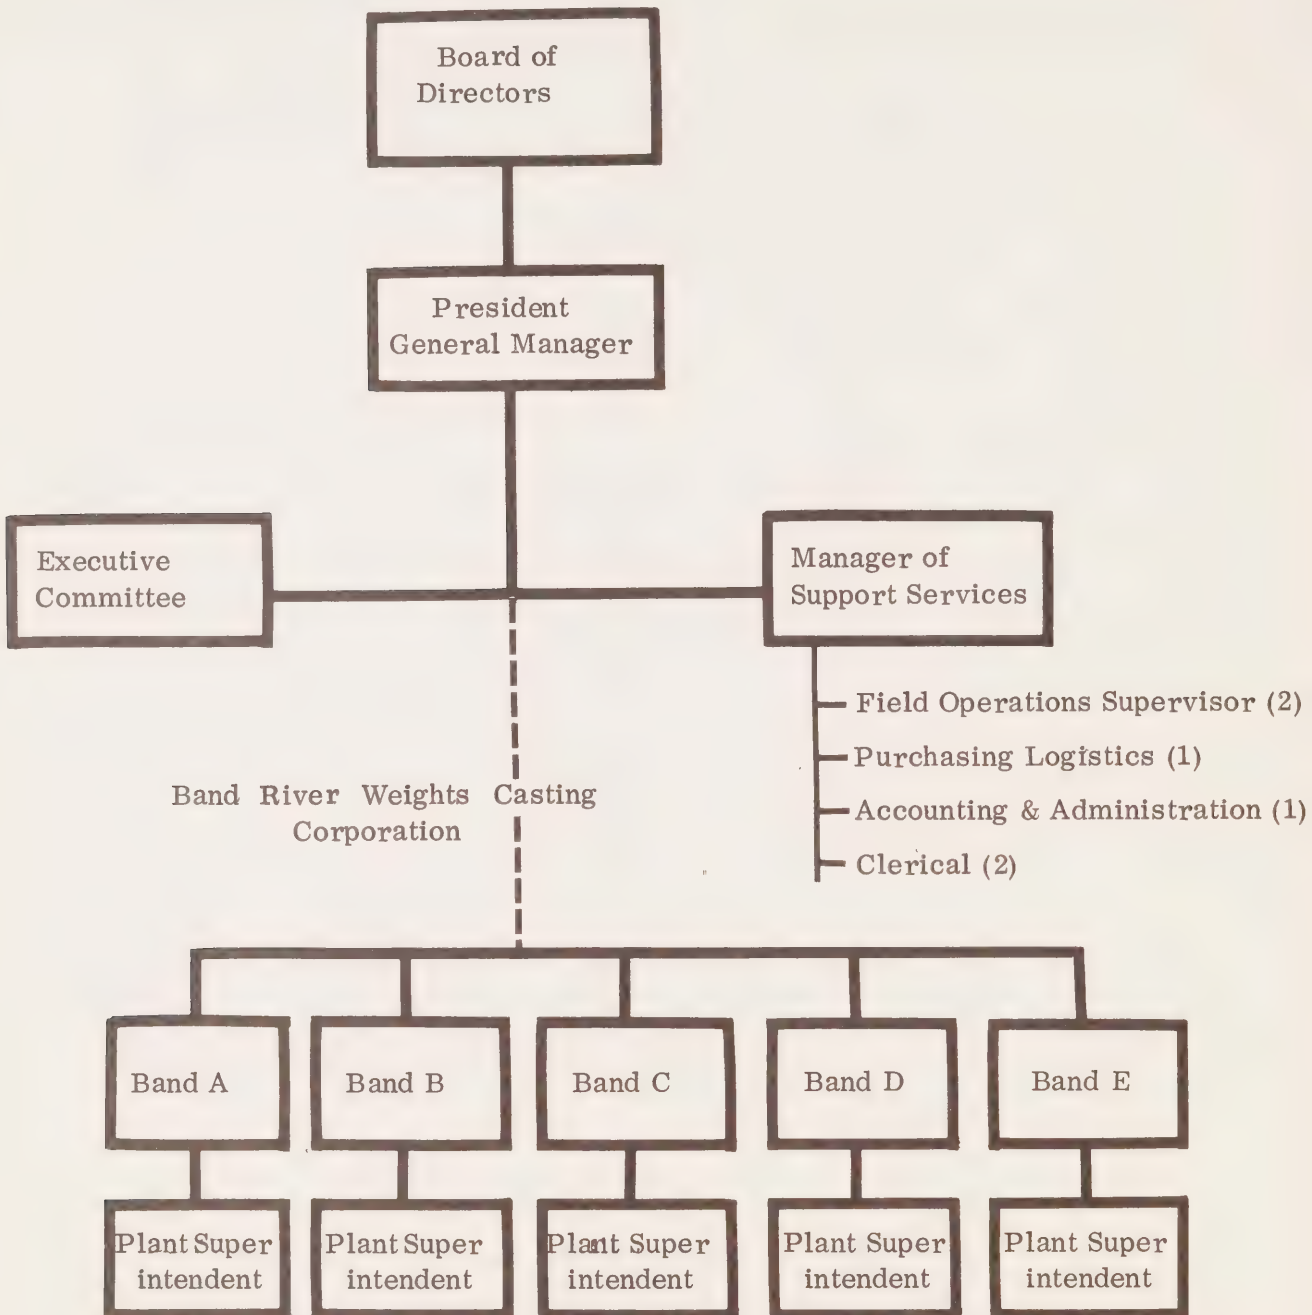 Board of
Directors
President
General Manager
Executive
Committee
Manager of
Support Services
Field Operations Supervisor (2)
Purchasing Logistics (1)
Accounting & Administration (1)
Clerical (2)
Band River Weights Casting
Corporation
Band A
Band B
Band C
Band D
Band E
Plant Super
intendent
Plant Super
intendent
Plant Super
intendent
Plant Super
intendent
Plant Super
intendent